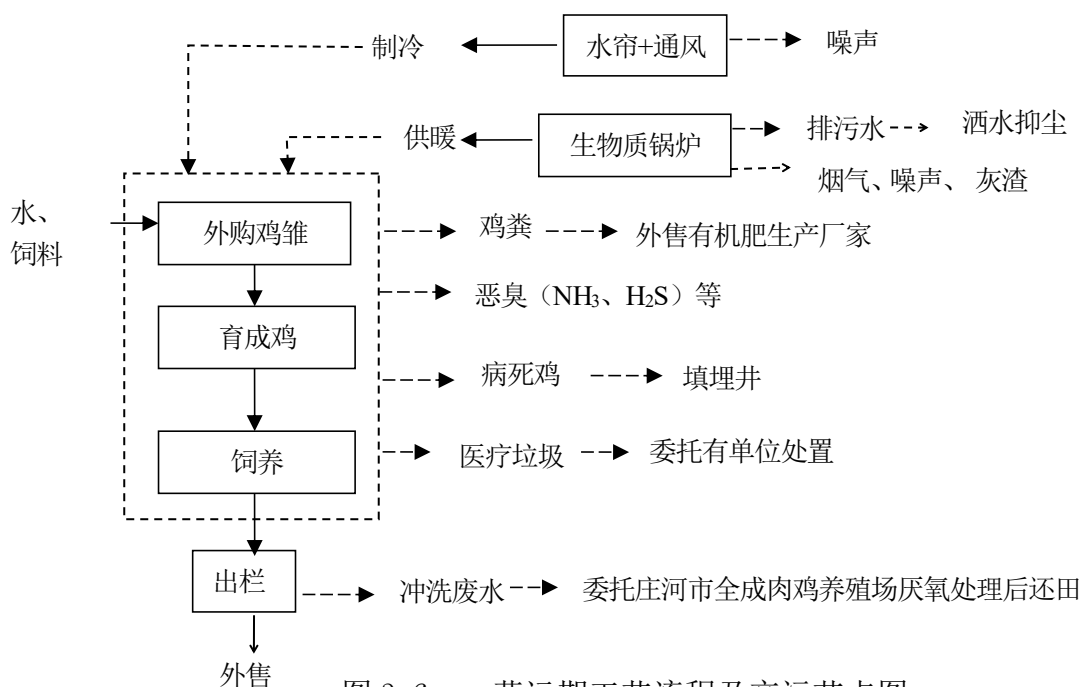 制冷
水帘+通风
噪声
供暖
生物质锅炉
排污水
洒水抑尘
烟气、噪声、灰渣
水、
饲料
外购鸡雏
鸡粪
外售有机肥生产厂家
恶臭（NH3、H2S）等
育成鸡
病死鸡
填埋井
饲养
医疗垃圾
委托有单位处置
出栏
冲洗废水
委托庄河市全成肉鸡养殖场厌氧处理后还田
外售